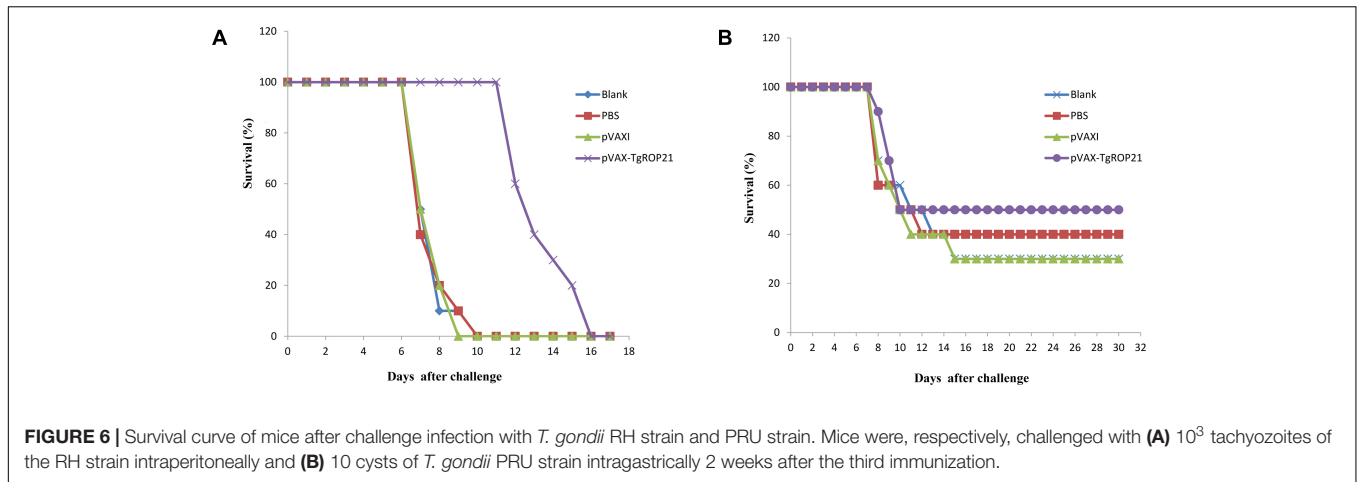 A
120
100
80
60
40
20
0
Survival (%)
0 2 4 6 8 10 12 14 16 18
Days after challenge
Blank
PBS
pVAXI
pVAX-TgROP21
B
120
100
80
60
40
20
0
Survival (%)
0 2 4 6 8 10 12 14 16 18 20 22 24 26 28 30 32
Days after challenge
Blank
PBS
pVAXI
pVAX-TgROP21
FIGURE 6 | Survival curve of mice after challenge infection with T. gondii RH strain and PRU strain. Mice were, respectively, challenged with (A) 10³ tachyozoites of
the RH strain intraperitoneally and (B) 10 cysts of T. gondii PRU strain intragastrically 2 weeks after the third immunization.